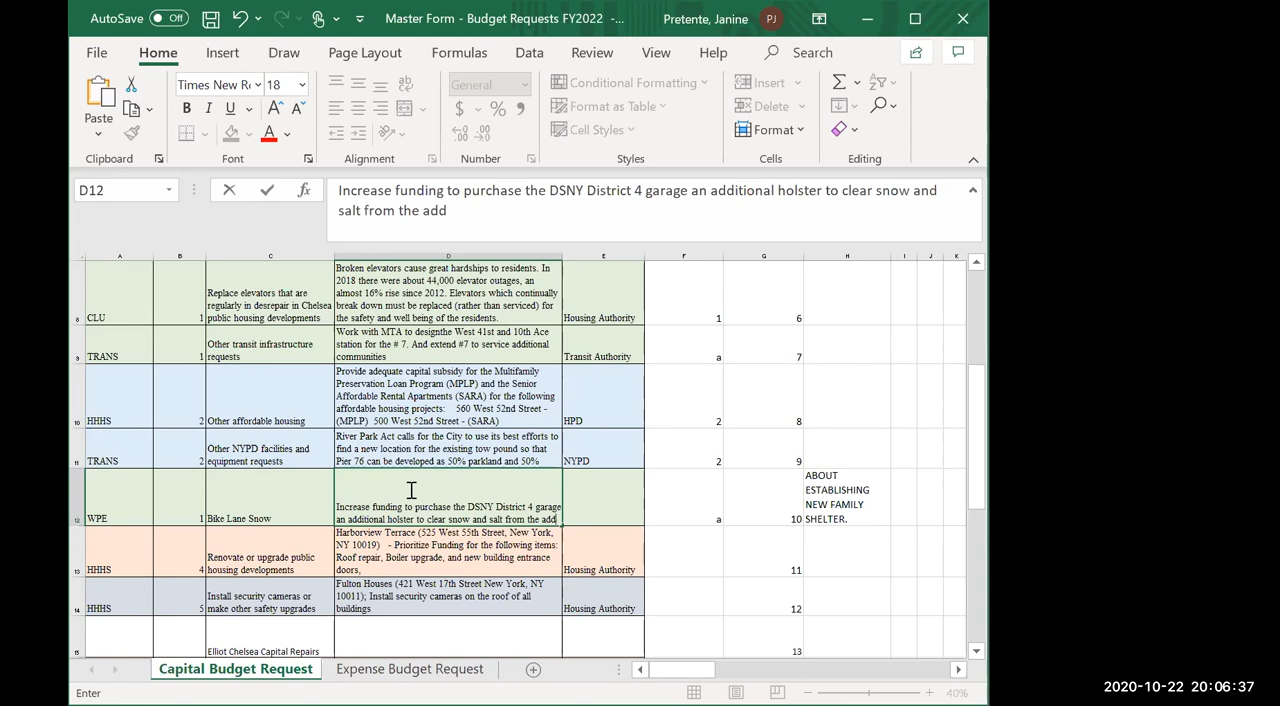 AutoSave Off Master Form - Budget Requests FY2022 -... Pretente, Janine PJ
File Home Insert Draw Page Layout Formulas Data Review View Help Search
Paste Times New Ro 18 General Conditional Formatting Insert
B I U A A $ % , Format as Table Delete
A Cell Styles Format
Clipboard Font Alignment Number Styles Cells Editing
D12 fx Increase funding to purchase the DSNY District 4 garage an additional holster to clear snow and
salt from the add
A B C D E F G H I J K
8 CLU 1
Replace elevators that are
regularly in desrepair in Chelsea
public housing developments
Broken elevators cause great hardships to residents. In
2018 there were about 44,000 elevator outages, an
almost 16% rise since 2012. Elevators which continually
break down must be replaced (rather than serviced) for
the safety and well being of the residents.
Housing Authority 1 6
9 TRANS 1
Other transit infrastructure
requests
Work with MTA to designthe West 41st and 10th Ace
station for the # 7. And extend #7 to service additional
communities
Transit Authority a 7
10 HHHS 2 Other affordable housing
Provide adequate capital subsidy for the Multifamily
Preservation Loan Program (MPLP) and the Senior
Affordable Rental Apartments (SARA) for the following
affordable housing projects: 560 West 52nd Street -
(MPLP) 500 West 52nd Street - (SARA)
HPD 2 8
11 TRANS 2
Other NYPD facilities and
equipment requests
River Park Act calls for the City to use its best efforts to
find a new location for the existing tow pound so that
Pier 76 can be developed as 50% parkland and 50%
NYPD 2 9
12 WPE 1 Bike Lane Snow
Increase funding to purchase the DSNY District 4 garage
an additional holster to clear snow and salt from the add
a 10
ABOUT
ESTABLISHING
NEW FAMILY
SHELTER.
13 HHHS 4
Renovate or upgrade public
housing developments
Harborview Terrace (525 West 55th Street, New York,
NY 10019) - Prioritize Funding for the following items:
Roof repair, Boiler upgrade, and new building entrance
doors,
Housing Authority 11
14 HHHS 5
Install security cameras or
make other safety upgrades
Fulton Houses (421 West 17th Street New York, NY
10011); Install security cameras on the roof of all
buildings
Housing Authority 12
15 Elliot Chelsea Capital Repairs 13
Capital Budget Request Expense Budget Request
Enter 40%
2020-10-22 20:06:37